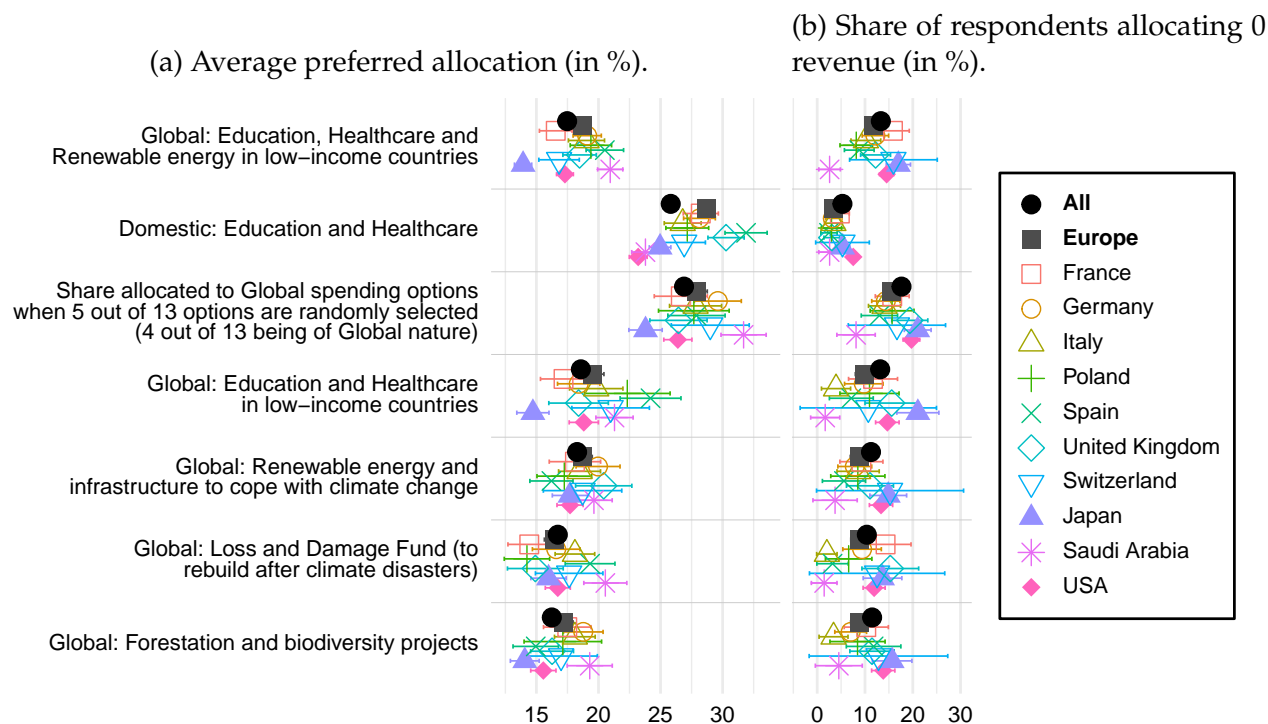 (a) Average preferred allocation (in %).
(b) Share of respondents allocating 0
revenue (in %).
Global: Education, Healthcare and
Renewable energy in low−income countries
Domestic: Education and Healthcare
Share allocated to Global spending options
when 5 out of 13 options are randomly selected
(4 out of 13 being of Global nature)
Global: Education and Healthcare
in low−income countries
Global: Renewable energy and
infrastructure to cope with climate change
Global: Loss and Damage Fund (to
rebuild after climate disasters)
Global: Forestation and biodiversity projects
15 20 25 30
0 10 20 30
All
Europe
France
Germany
Italy
Poland
Spain
United Kingdom
Switzerland
Japan
Saudi Arabia
USA